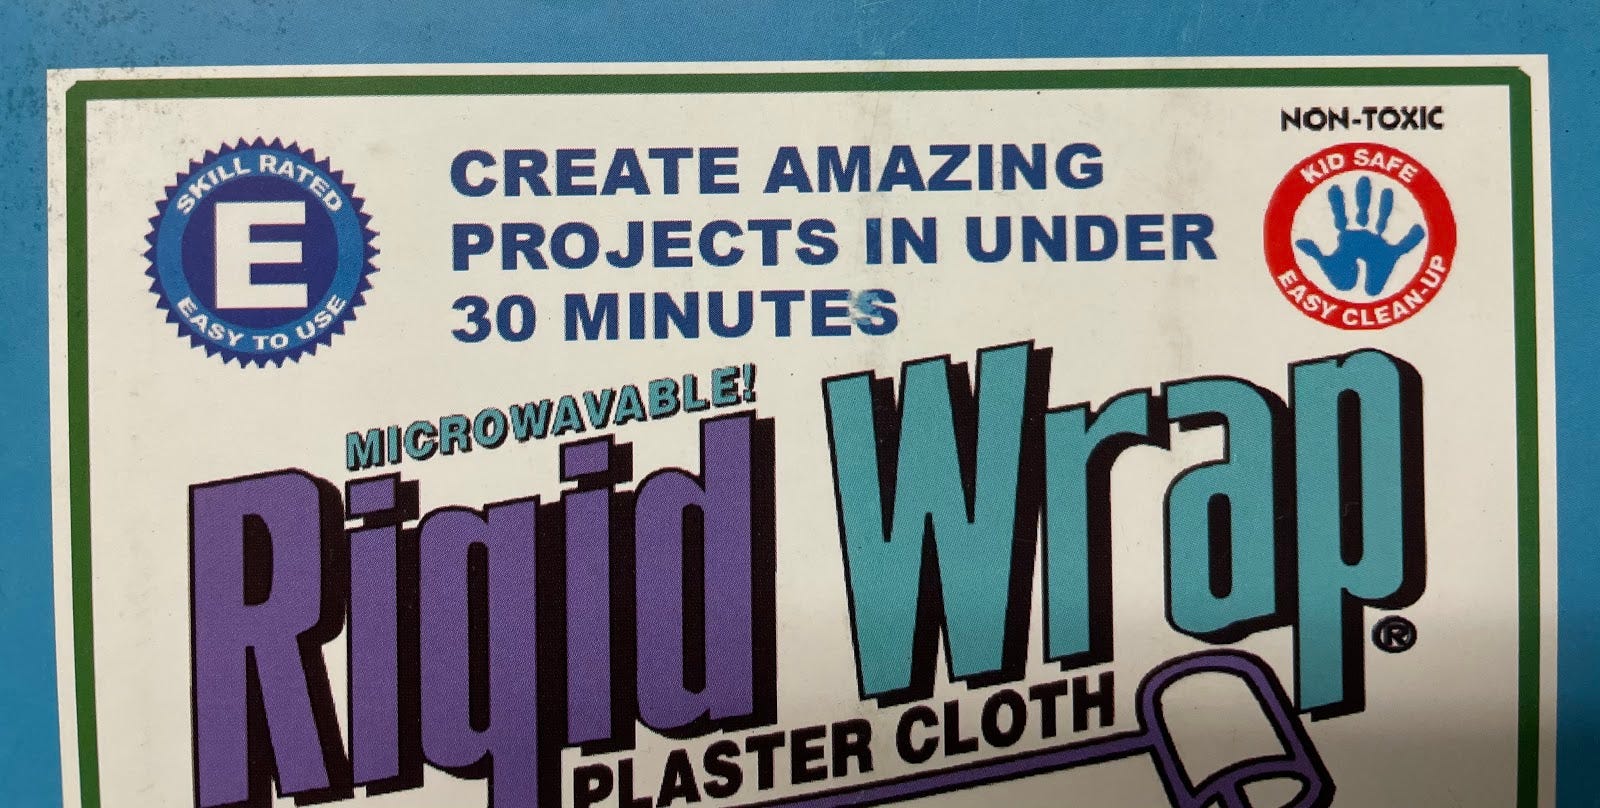 NON-TOXIC
SKILL RATED
E
EASY TO USE
CREATE AMAZING
PROJECTS IN UNDER
30 MINUTES
KID SAFE
EASY CLEAN-UP
MICROWAVABLE!
Rigid Wrap®
PLASTER CLOTH